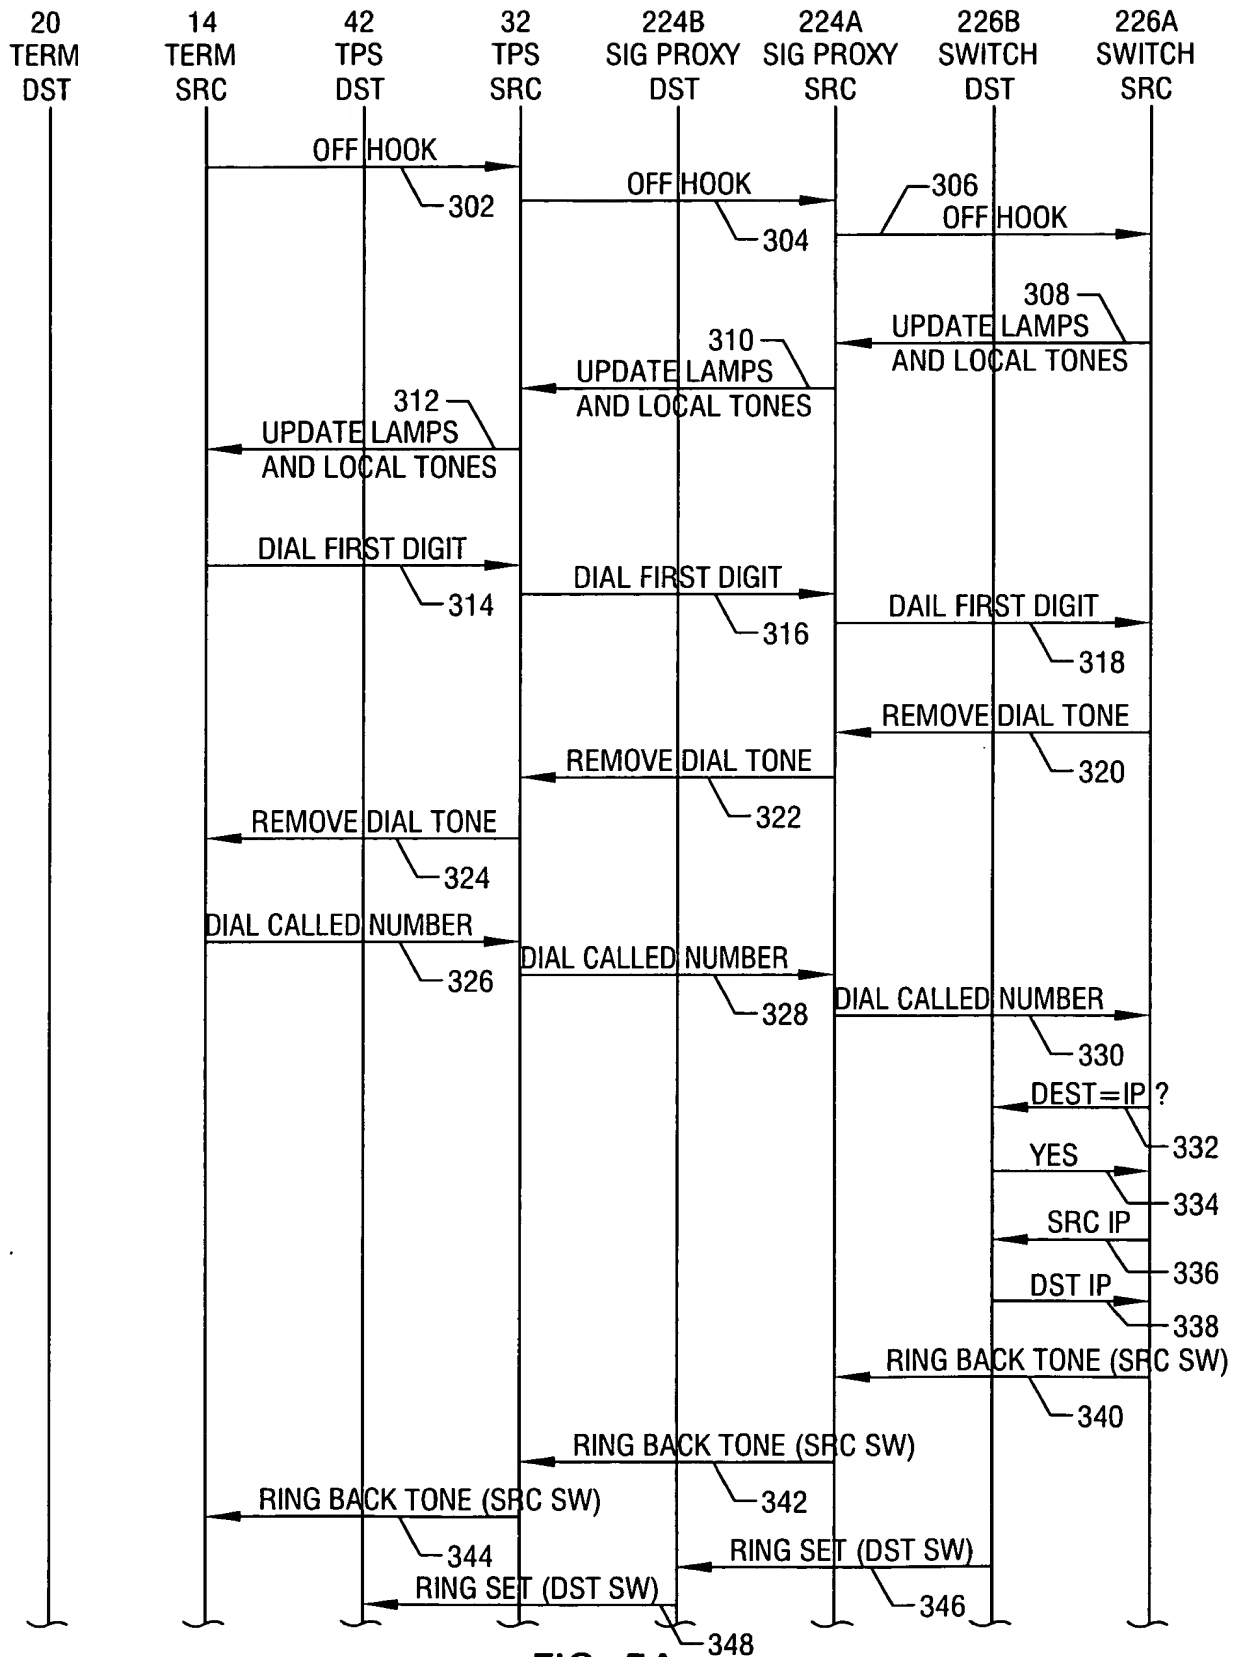 20 14 42 32 224B 224A 226B 226A
TERM TERM TPS TPS SIG PROXY SIG PROXY SWITCH SWITCH
DST SRC DST SRC DST SRC DST SRC
OFF HOOK
302
OFF HOOK
304
306
OFF HOOK
308
UPDATE LAMPS
AND LOCAL TONES
310
UPDATE LAMPS
AND LOCAL TONES
312
UPDATE LAMPS
AND LOCAL TONES
DIAL FIRST DIGIT
314
DIAL FIRST DIGIT
316
DAIL FIRST DIGIT
318
REMOVE DIAL TONE
320
REMOVE DIAL TONE
322
REMOVE DIAL TONE
324
DIAL CALLED NUMBER
326
DIAL CALLED NUMBER
328
DIAL CALLED NUMBER
330
DEST=IP ?
332
YES
334
SRC IP
336
DST IP
338
RING BACK TONE (SRC SW)
340
RING BACK TONE (SRC SW)
342
RING BACK TONE (SRC SW)
344
RING SET (DST SW)
346
RING SET (DST SW)
348